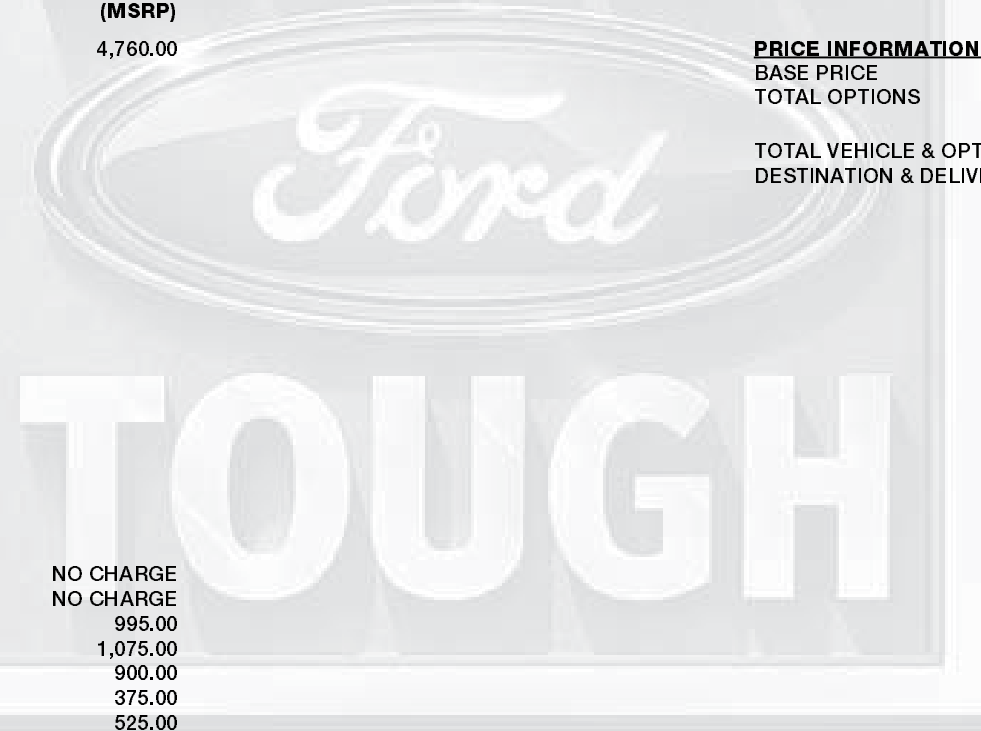 (MSRP)
4,760.00
PRICE INFORMATION
BASE PRICE
TOTAL OPTIONS
TOTAL VEHICLE & OPT
DESTINATION & DELIV
Ford
TOUGH
NO CHARGE
NO CHARGE
995.00
1,075.00
900.00
375.00
525.00